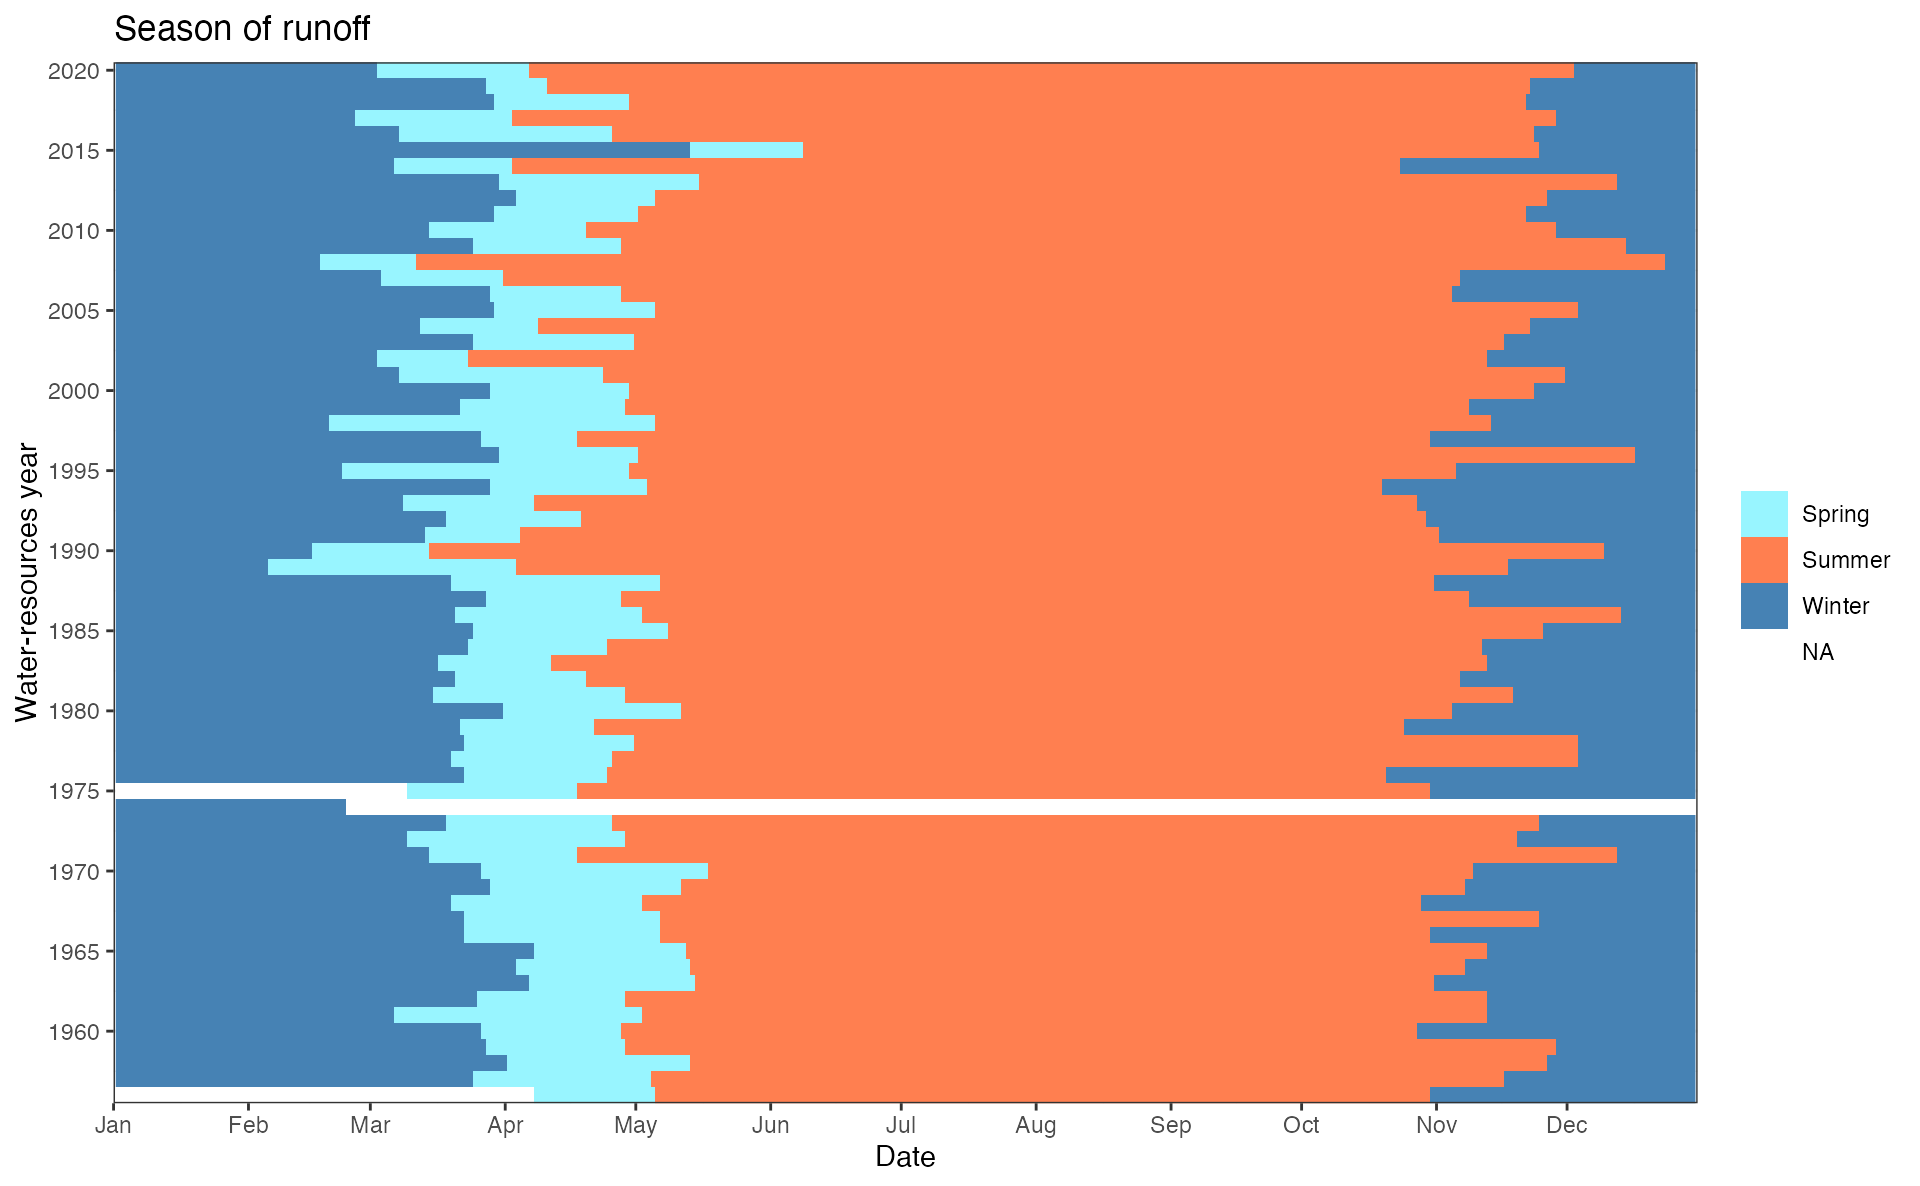 Season of runoff
2020
2015
2010
2005
2000
1995
1990
1985
1980
1975
1970
1965
1960
Water-resources year
Jan Feb Mar Apr May Jun Jul Aug Sep Oct Nov Dec
Date
Spring
Summer
Winter
NA